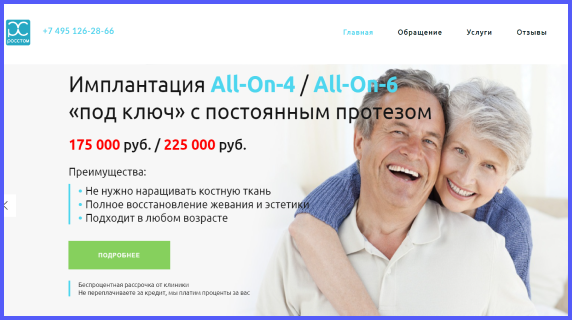 РОССТОМ
+7 495 126-28-66
Главная Обращение Услуги Отзывы
Имплантация All-On-4 / All-On-6
«под ключ» с постоянным протезом
175 000 руб. / 225 000 руб.
Преимущества:
• Не нужно наращивать костную ткань
• Полное восстановление жевания и эстетики
• Подходит в любом возрасте
ПОДРОБНЕЕ
Беспроцентная рассрочка от клиники
Не переплачиваете за кредит, мы платим проценты за вас